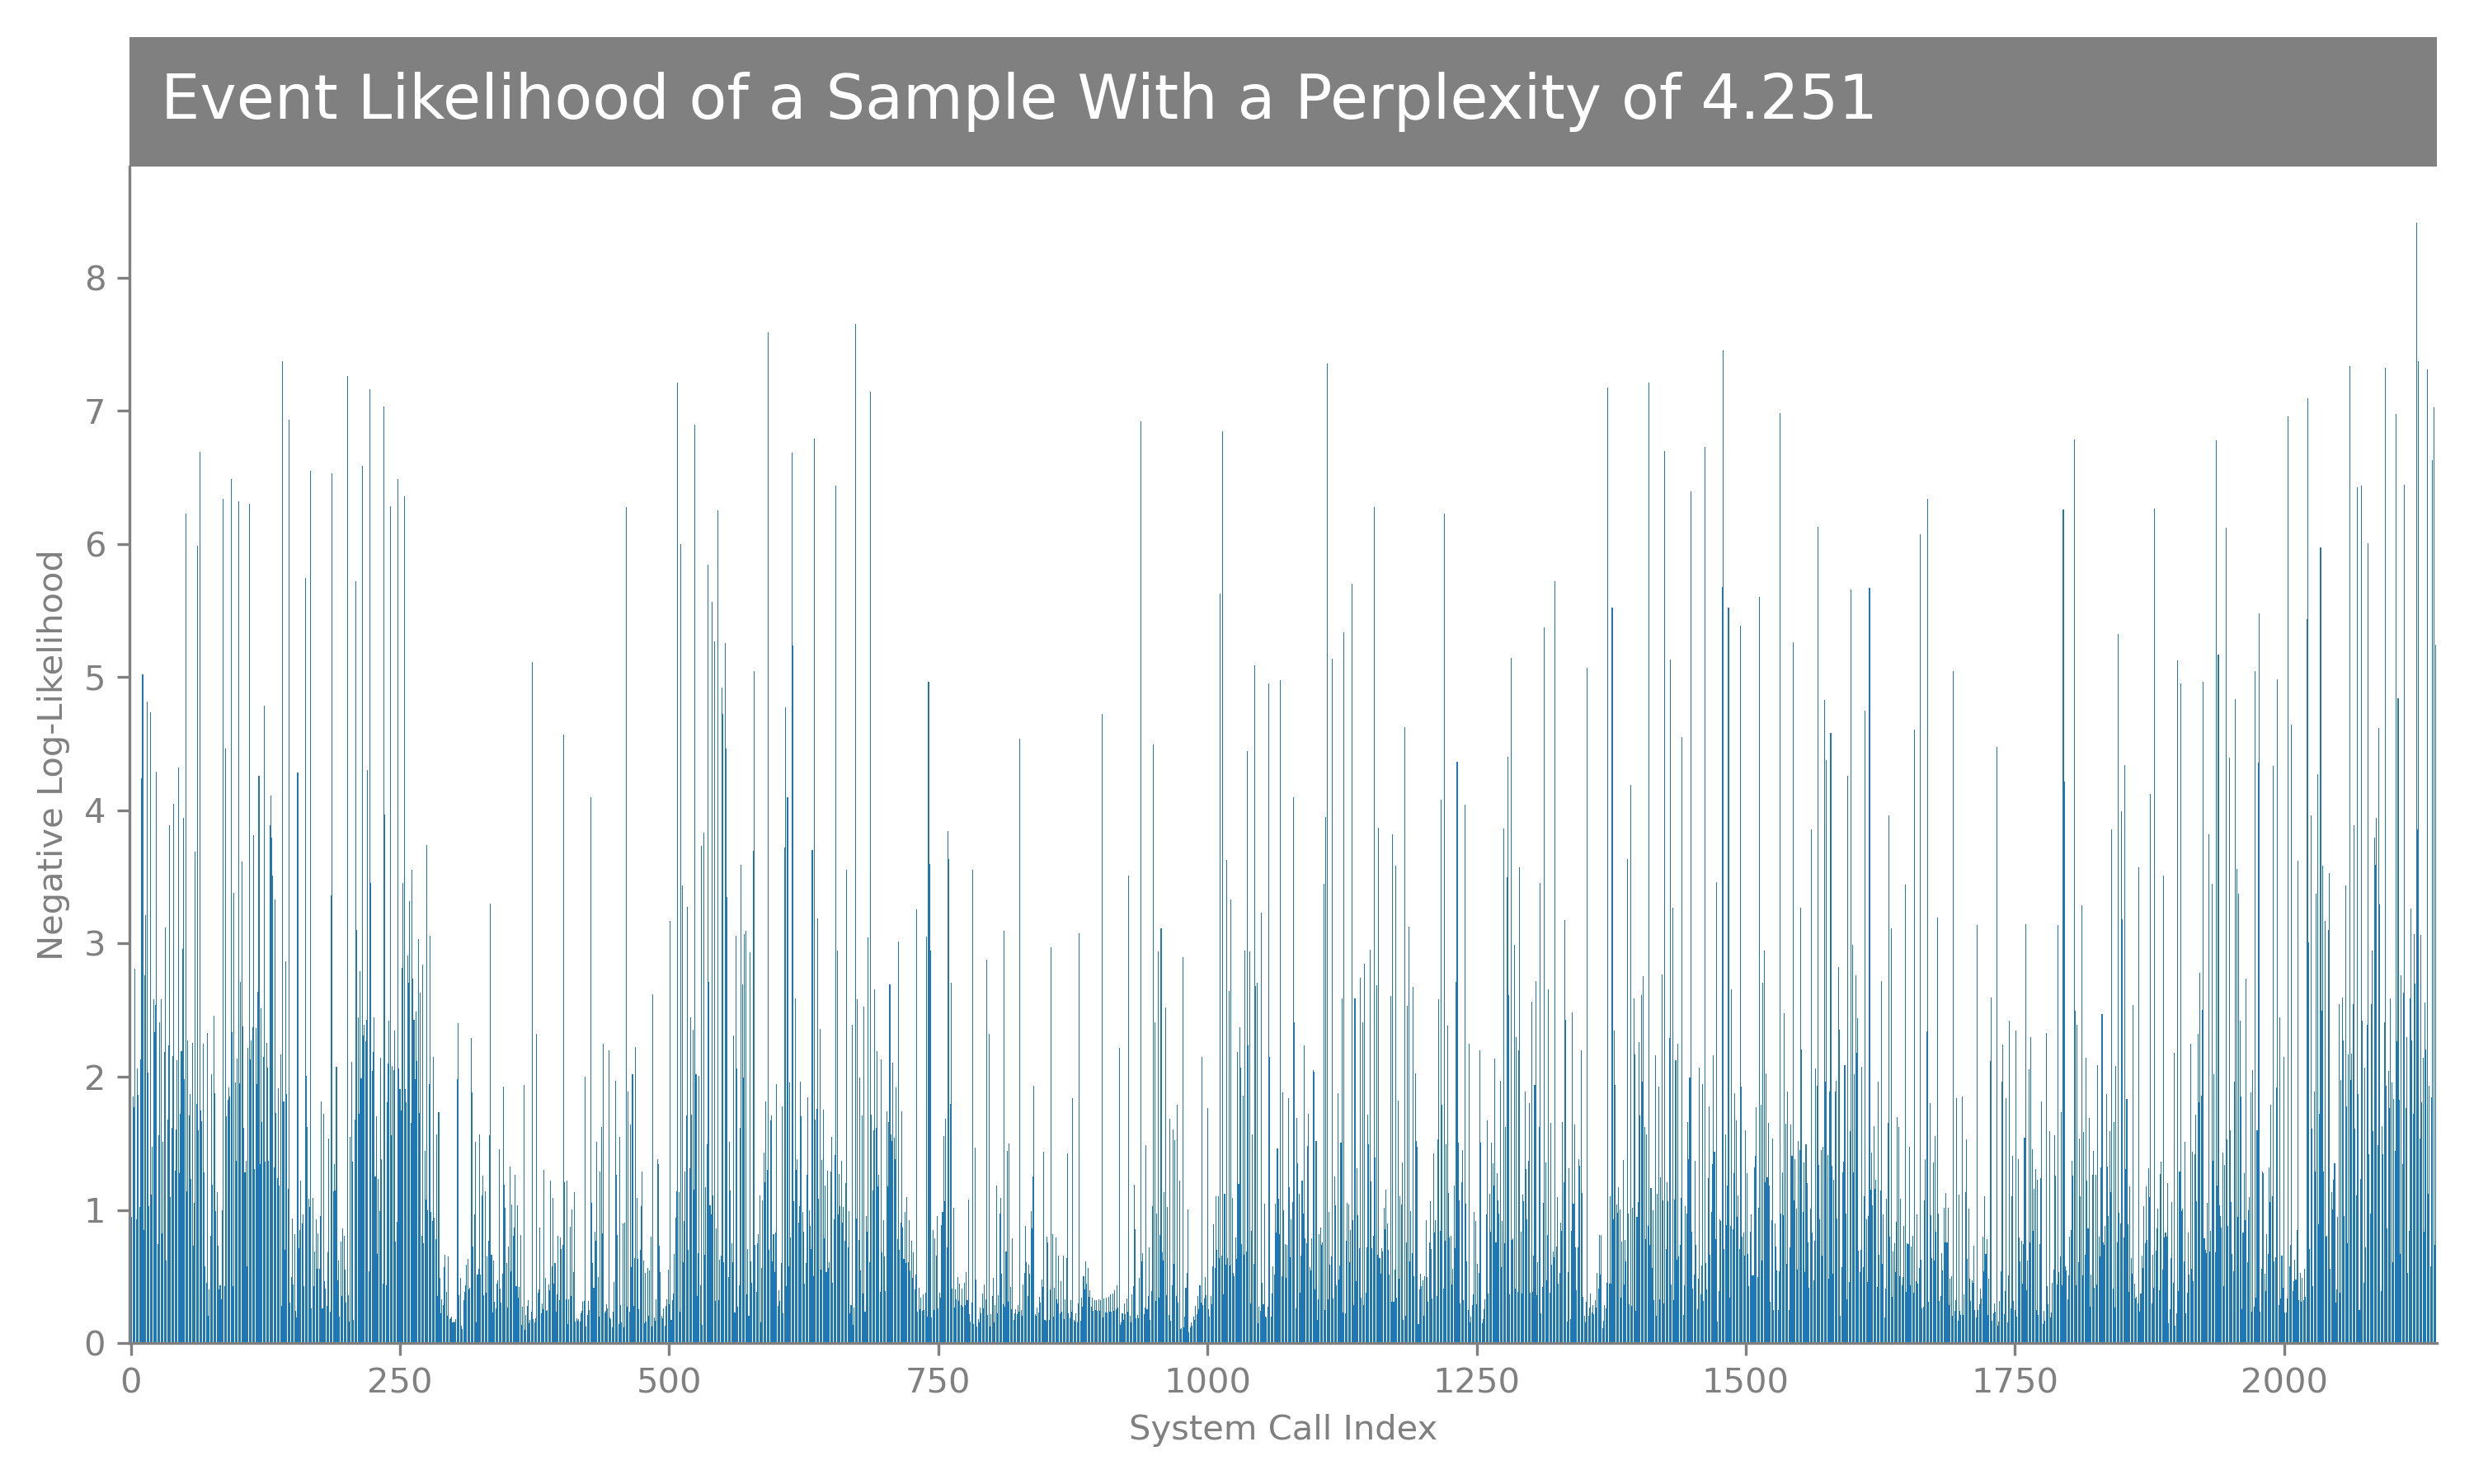 Event Likelihood of a Sample With a Perplexity of 4.251
Negative Log-Likelihood
8
7
6
5
4
3
2
1
0
0 250 500 750 1000 1250 1500 1750 2000
System Call Index